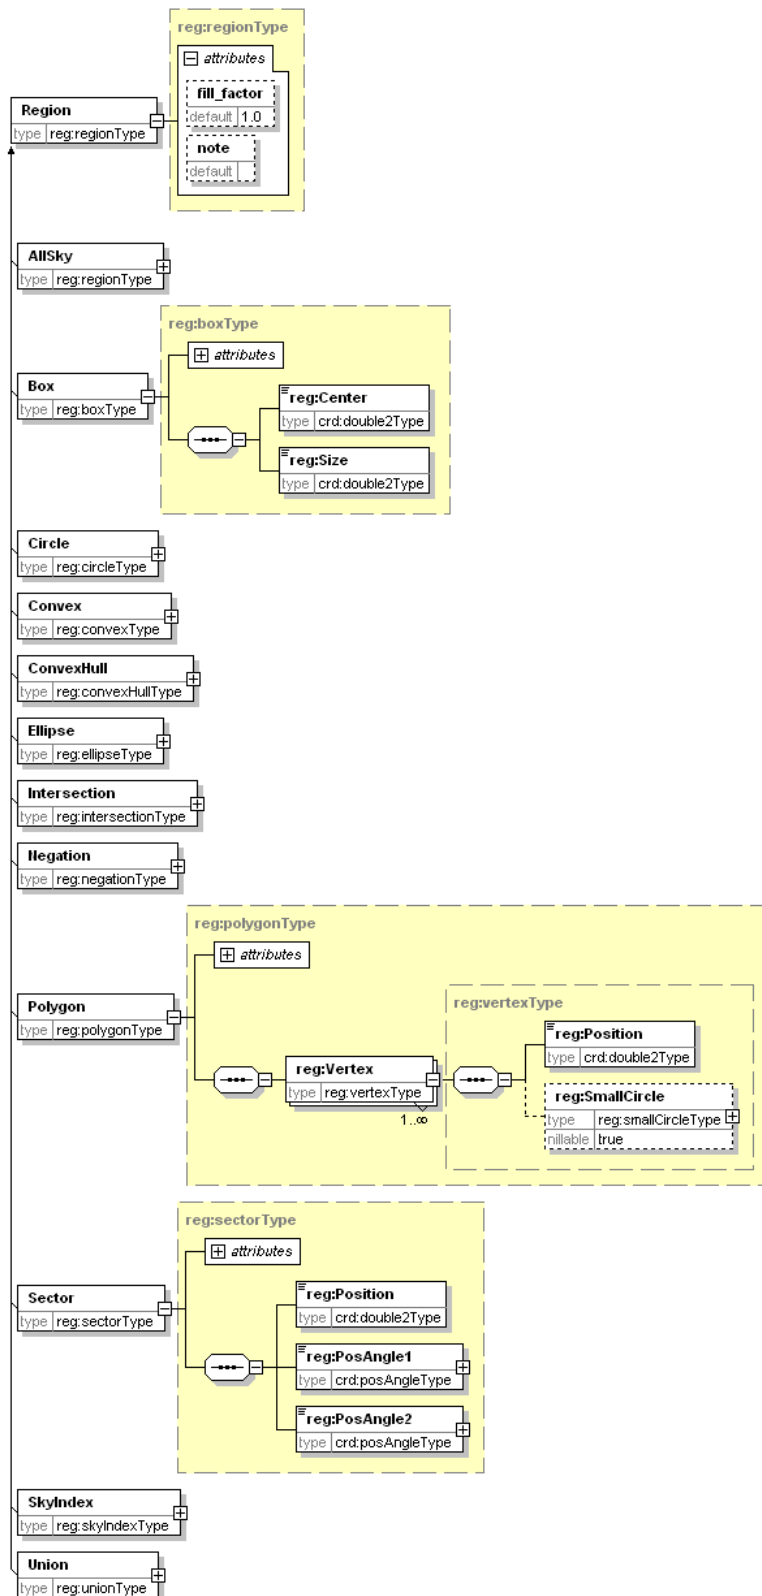 reg:regionType
attributes
fill_factor
default 1.0
Region
type reg:regionType
note
default
AllSky
type reg:regionType
reg:boxType
attributes
Box
type reg:boxType
reg:Center
type crd:double2Type
reg:Size
type crd:double2Type
Circle
type reg:circleType
Convex
type reg:convexType
ConvexHull
type reg:convexHullType
Ellipse
type reg:ellipseType
Intersection
type reg:intersectionType
Negation
type reg:negationType
reg:polygonType
attributes
Polygon
type reg:polygonType
reg:Vertex
type reg:vertexType
1..∞
reg:vertexType
reg:Position
type crd:double2Type
reg:SmallCircle
type reg:smallCircleType
nillable true
reg:sectorType
attributes
Sector
type reg:sectorType
reg:Position
type crd:double2Type
reg:PosAngle1
type crd:posAngleType
reg:PosAngle2
type crd:posAngleType
SkyIndex
type reg:skyIndexType
Union
type reg:unionType